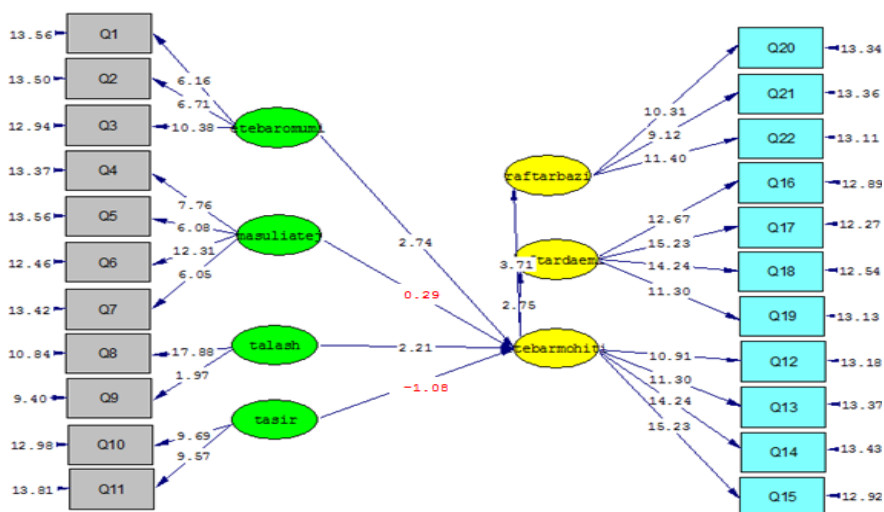 13.56 Q1
13.50 Q2
12.94 Q3
13.37 Q4
13.56 Q5
12.46 Q6
13.42 Q7
10.84 Q8
9.40 Q9
12.98 Q10
13.81 Q11
6.16
6.71
10.38
7.76
6.08
12.31
6.05
17.88
1.97
9.69
9.57
etebaromumi
masuliatej
talash
tasir
2.74
0.29
2.21
-1.08
raftarbazi
3.71
ftardaemi
2.75
tebarmohiti
10.31
9.12
11.40
12.67
15.23
14.24
11.30
10.91
11.30
14.24
15.23
Q20 13.34
Q21 13.36
Q22 13.11
Q16 12.89
Q17 12.27
Q18 12.54
Q19 13.13
Q12 13.18
Q13 13.37
Q14 13.43
Q15 12.92